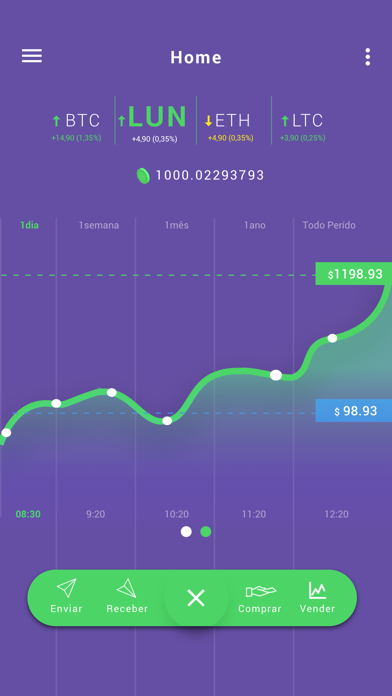 Home
↑BTC ↑LUN ↓ETH ↑LTC
+14,90 (1,35%) +4,90 (0,35%) +4,90 (0,35%) +3,90 (0,25%)
1000.02293793
1dia 1semana 1mês 1ano Todo Perido
$1198.93
$ 98.93
08:30 9:20 10:20 11:20 12:20
Enviar Receber Comprar Vender